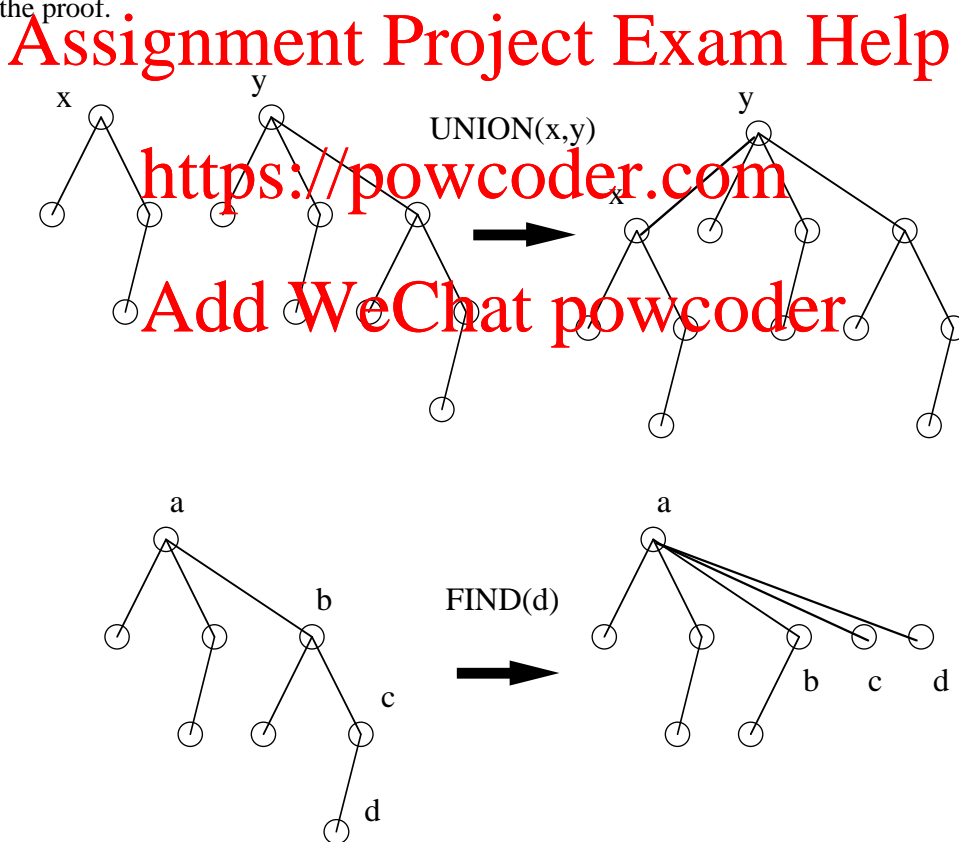 the proof.
Assignment Project Exam Help
x y UNION(x,y) y
https://powcoder.com
x
Add WeChat powcoder
a a
b FIND(d)
b c d
c
d